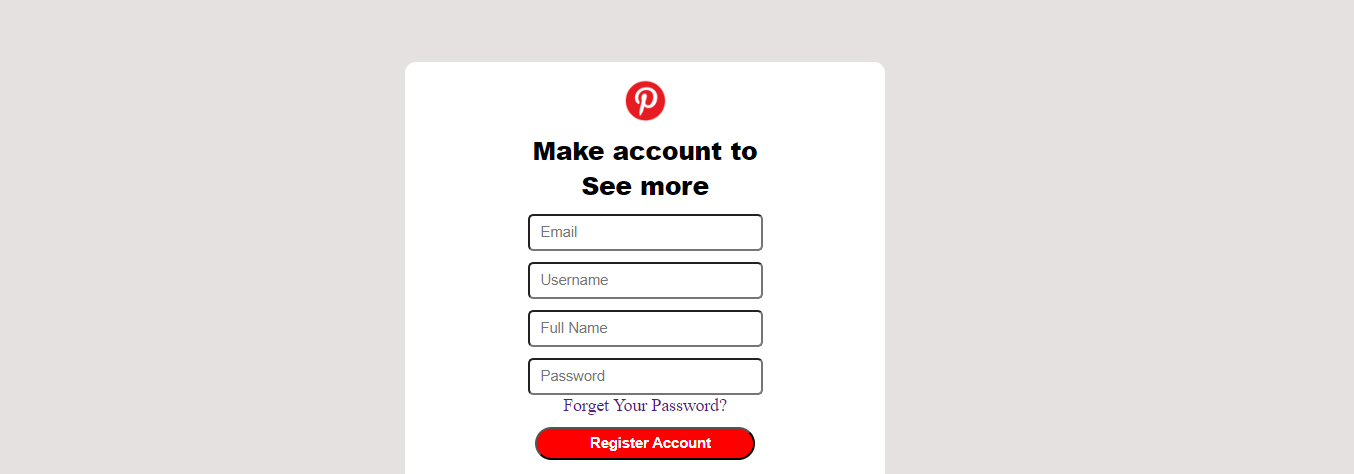 Make account to
See more
Email
Username
Full Name
Password
Forget Your Password?
Register Account